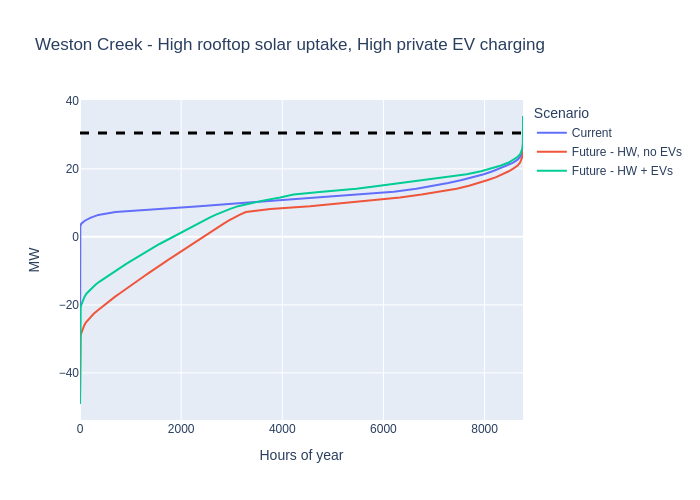 Weston Creek - High rooftop solar uptake, High private EV charging
Scenario
Current
Future - HW, no EVs
Future - HW + EVs
40
20
0
−20
−40
MW
0 2000 4000 6000 8000
Hours of year